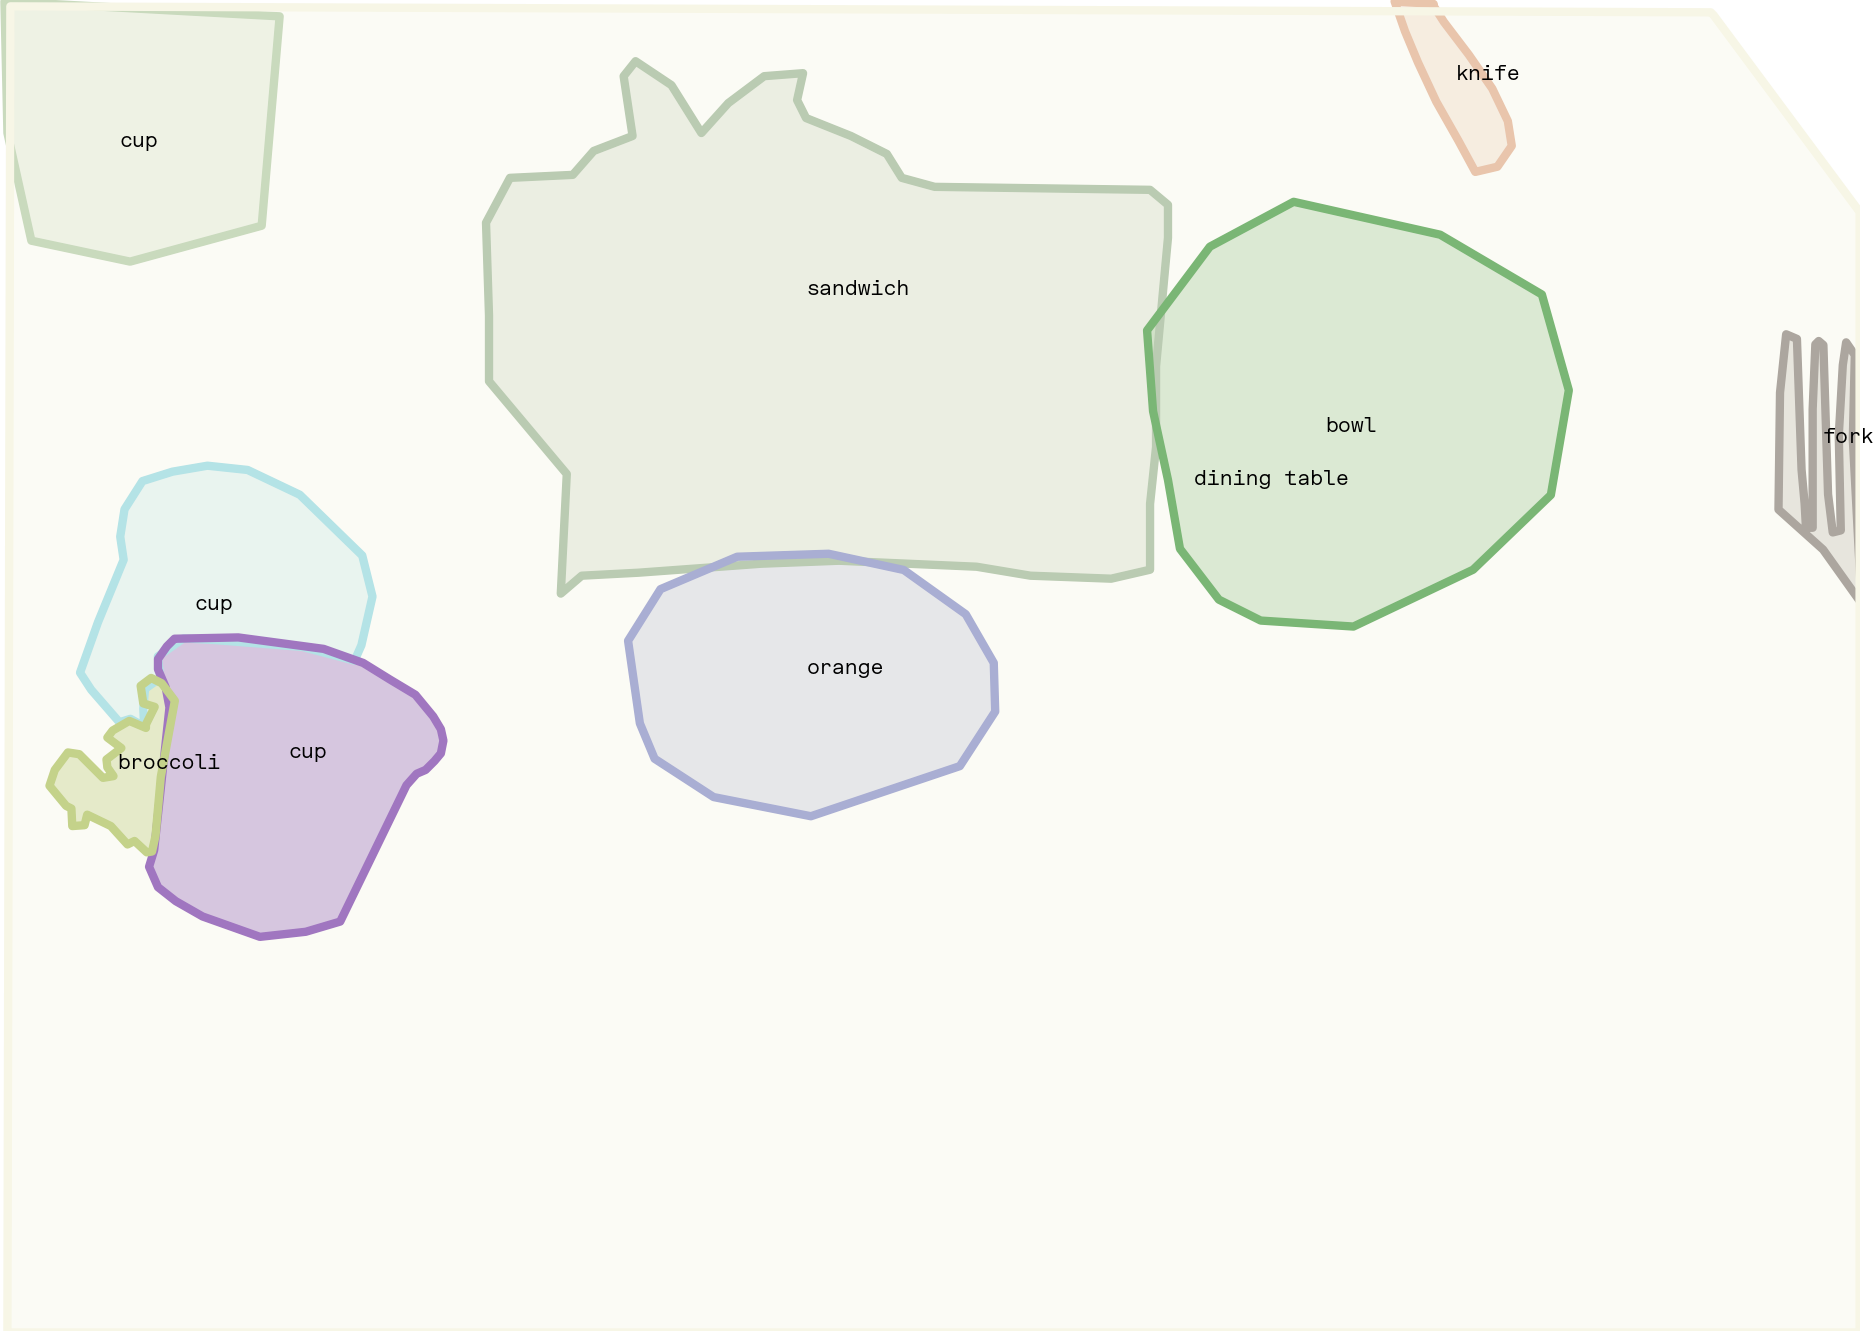 knife
cup
sandwich
bowl
fork
dining table
cup
orange
cup
broccoli